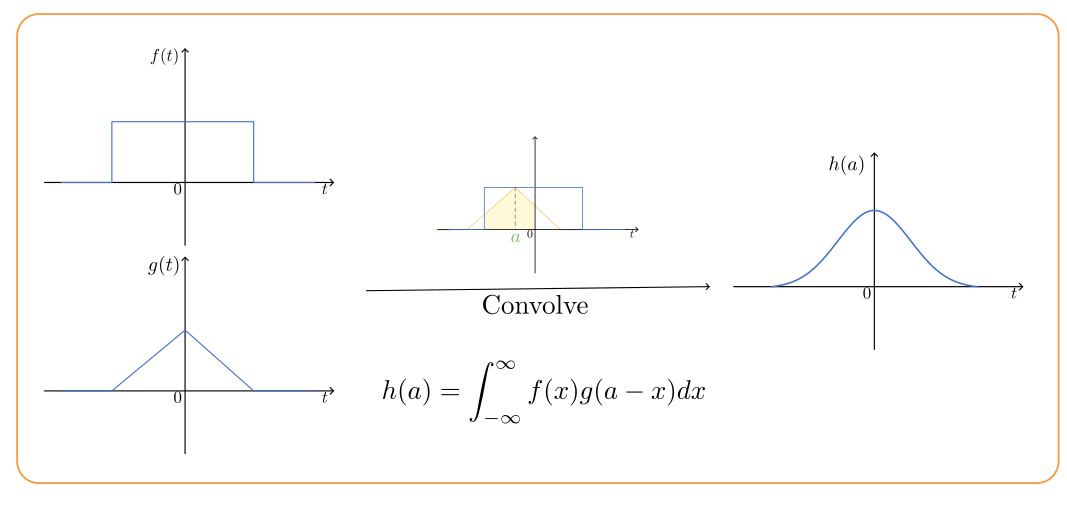 f(t)
0
t
g(t)
0
t
a
0
t
Convolve
h(a) = ∫_{-∞}^{∞} f(x)g(a − x)dx
h(a)
0
t